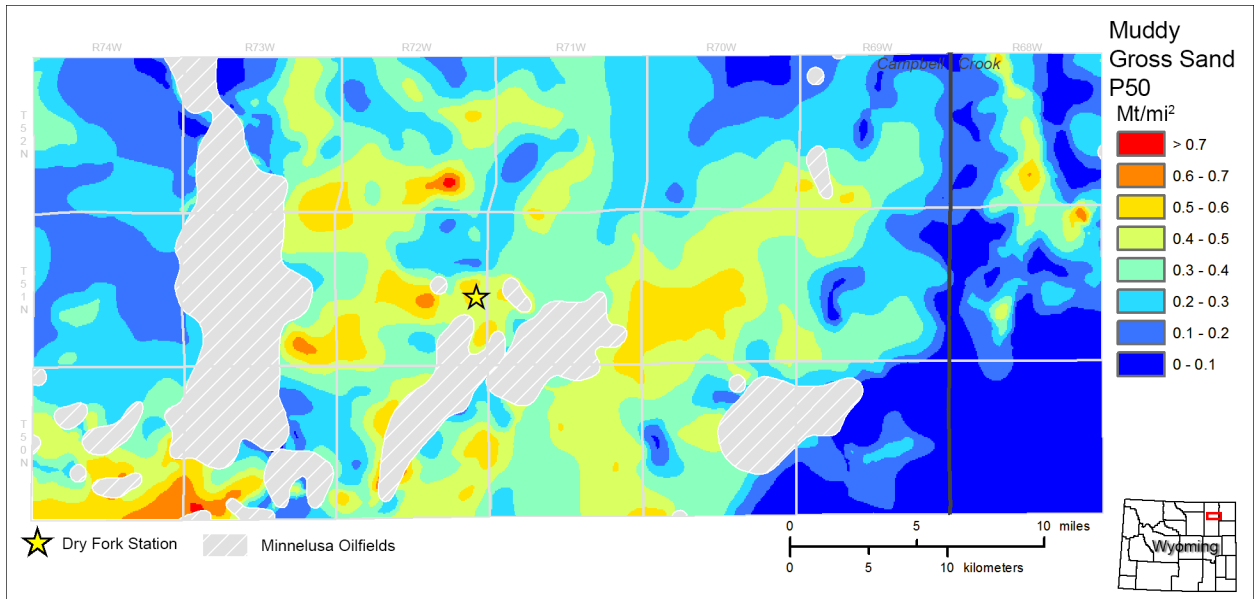 R74W R73W R72W R71W R70W R69W R68W
Campbell Crook
T
52
N
T
51
N
T
50
N
Muddy
Gross Sand
P50
Mt/mi²
> 0.7
0.6 - 0.7
0.5 - 0.6
0.4 - 0.5
0.3 - 0.4
0.2 - 0.3
0.1 - 0.2
0 - 0.1
Dry Fork Station
Minnelusa Oilfields
0 5 10 miles
0 5 10 kilometers
Wyoming